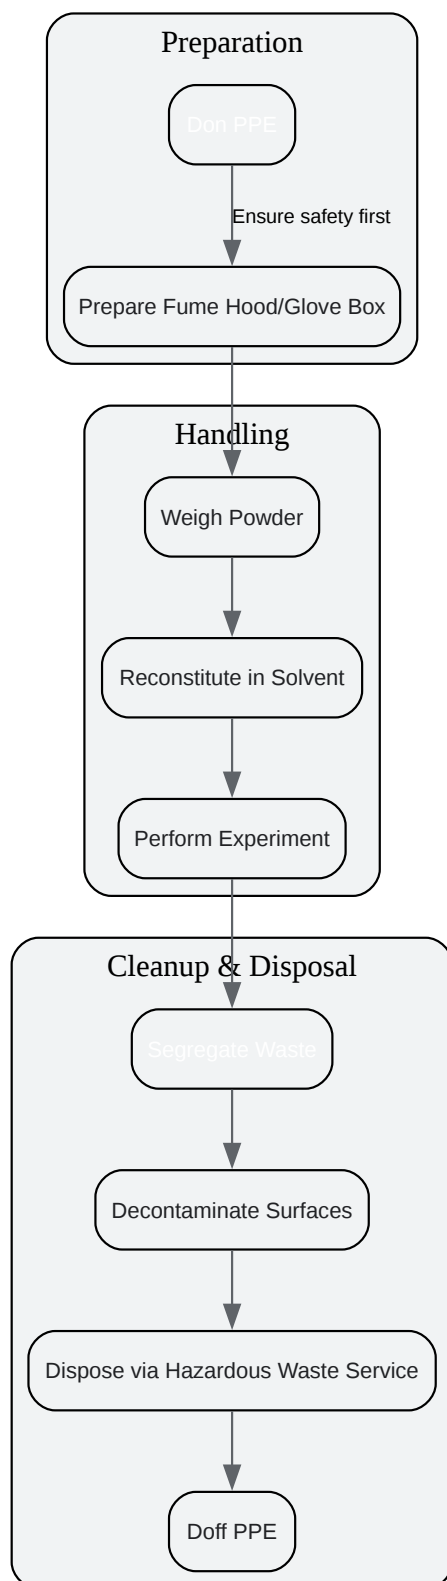 Preparation
Don PPE
Ensure safety first
Prepare Fume Hood/Glove Box
Handling
Weigh Powder
Reconstitute in Solvent
Perform Experiment
Cleanup & Disposal
Segregate Waste
Decontaminate Surfaces
Dispose via Hazardous Waste Service
Doff PPE